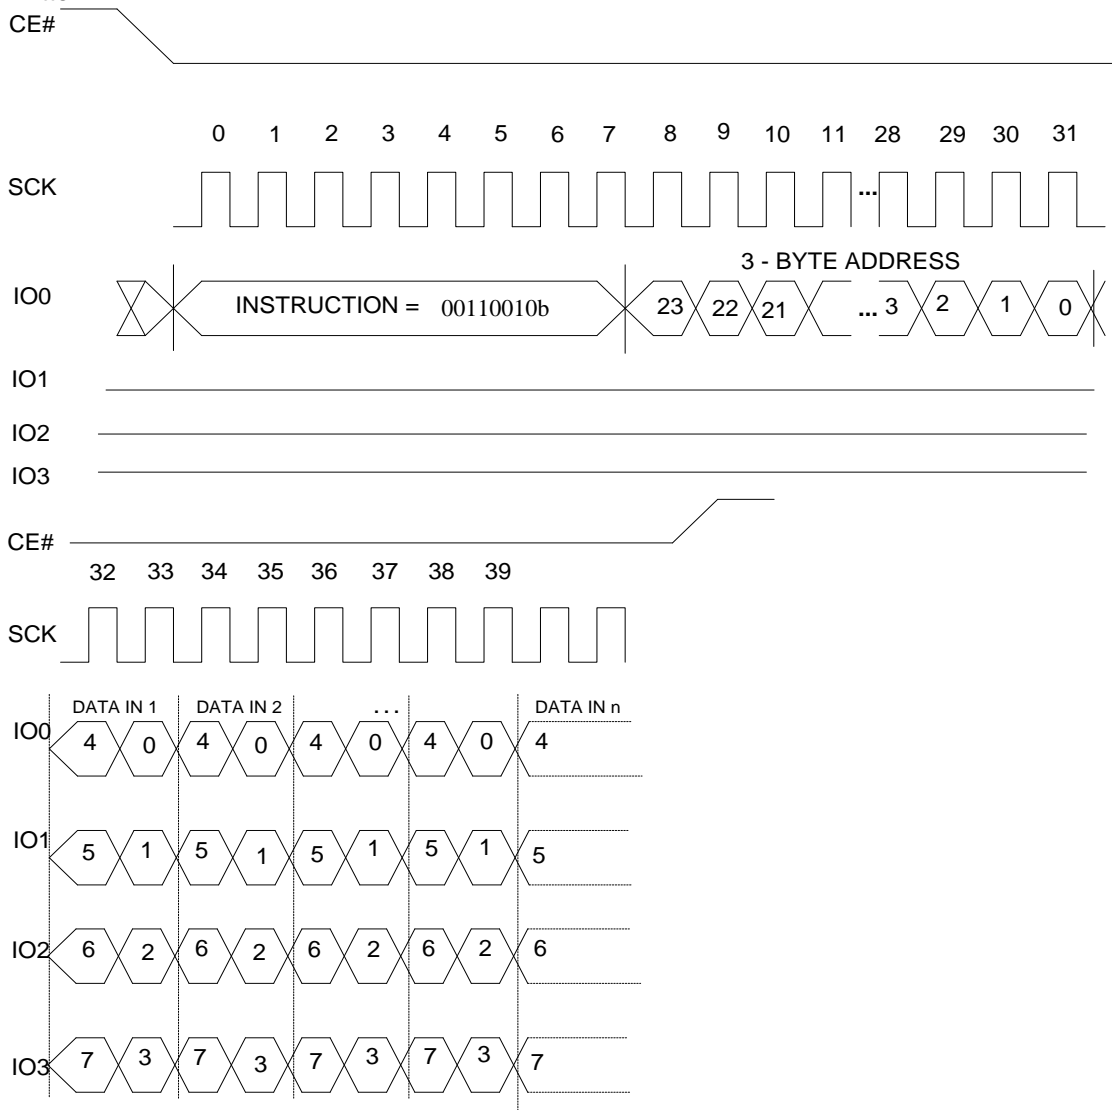 CE#
0 1 2 3 4 5 6 7 8 9 10 11 28 29 30 31
SCK ...
3 - BYTE ADDRESS
IO0 INSTRUCTION = 00110010b 23 22 21 ... 3 2 1 0
IO1
IO2
IO3
CE#
32 33 34 35 36 37 38 39
SCK
DATA IN 1 DATA IN 2 ... DATA IN n
IO0 4 0 4 0 4 0 4 0 4
IO1 5 1 5 1 5 1 5 1 5
IO2 6 2 6 2 6 2 6 2 6
IO3 7 3 7 3 7 3 7 3 7